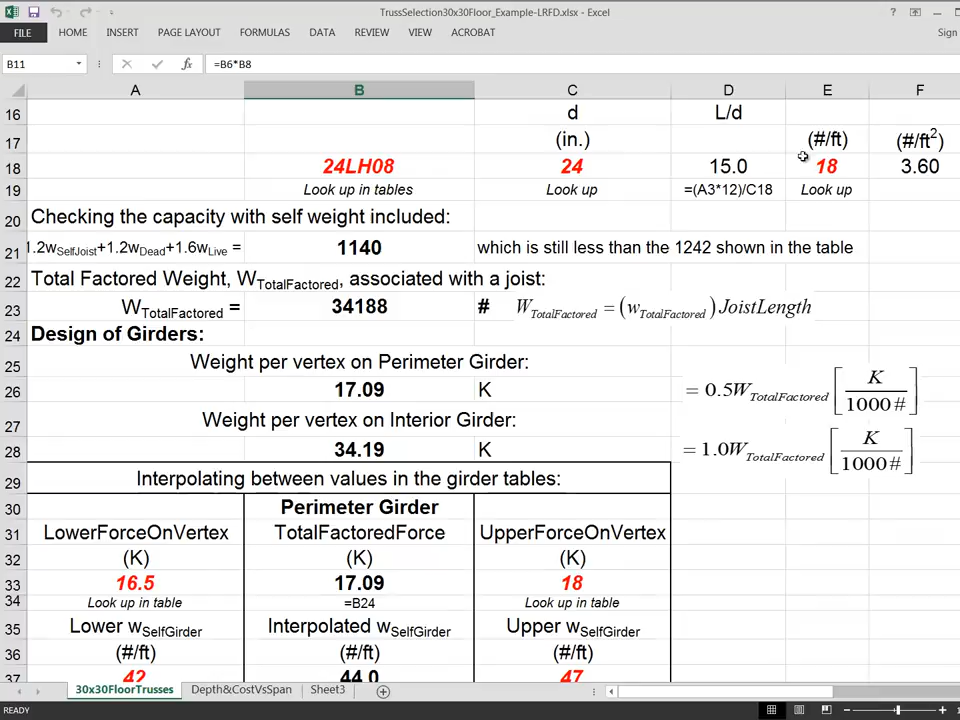 TrussSelection30x30Floor_Example-LRFD.xlsx - Excel
?
FILE HOME INSERT PAGE LAYOUT FORMULAS DATA REVIEW VIEW ACROBAT Sign
B11 fx =B6*B8
A B C D E F
16 d L/d
17 (in.) (#/ft) (#/ft²)
18 24LH08 24 15.0 18 3.60
19 Look up in tables Look up =(A3*12)/C18 Look up
20 Checking the capacity with self weight included:
21 1.2wSelfJoist+1.2wDead+1.6wLive = 1140 which is still less than the 1242 shown in the table
22 Total Factored Weight, WTotalFactored, associated with a joist:
23 WTotalFactored = 34188 # WTotalFactored = (wTotalFactored) JoistLength
24 Design of Girders:
25 Weight per vertex on Perimeter Girder:
26 17.09 K = 0.5WTotalFactored [K / 1000 #]
27 Weight per vertex on Interior Girder:
28 34.19 K = 1.0WTotalFactored [K / 1000 #]
29 Interpolating between values in the girder tables:
30 Perimeter Girder
31 LowerForceOnVertex TotalFactoredForce UpperForceOnVertex
32 (K) (K) (K)
33 16.5 17.09 18
34 Look up in table =B24 Look up in table
35 Lower wSelfGirder Interpolated wSelfGirder Upper wSelfGirder
36 (#/ft) (#/ft) (#/ft)
37 42 44.0 47
30x30FloorTrusses Depth&CostVsSpan Sheet3
READY